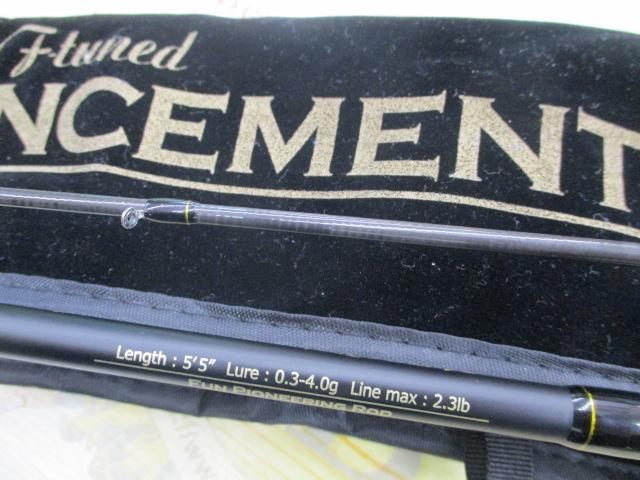 F-tuned
NCEMENT
Length : 5'5" Lure : 0.3-4.0g Line max : 2.3lb
FUN PIONEERING ROD